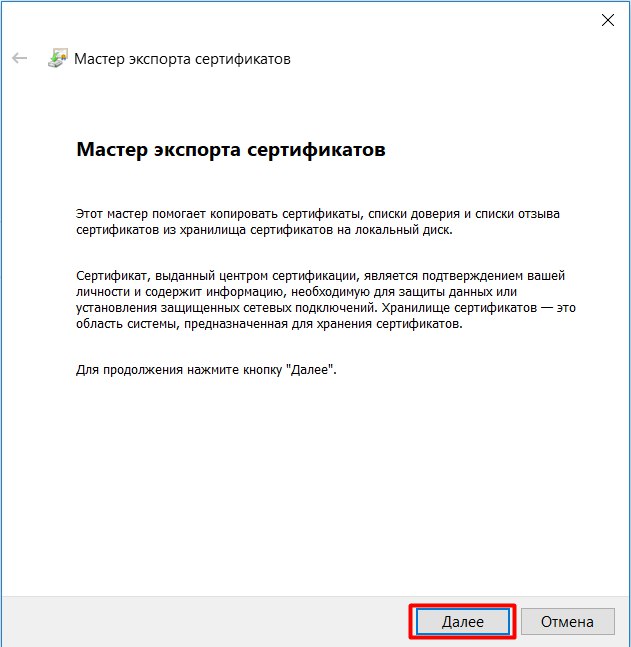 Мастер экспорта сертификатов
Мастер экспорта сертификатов
Этот мастер помогает копировать сертификаты, списки доверия и списки отзыва
сертификатов из хранилища сертификатов на локальный диск.
Сертификат, выданный центром сертификации, является подтверждением вашей
личности и содержит информацию, необходимую для защиты данных или
установления защищенных сетевых подключений. Хранилище сертификатов — это
область системы, предназначенная для хранения сертификатов.
Для продолжения нажмите кнопку "Далее".
Далее
Отмена